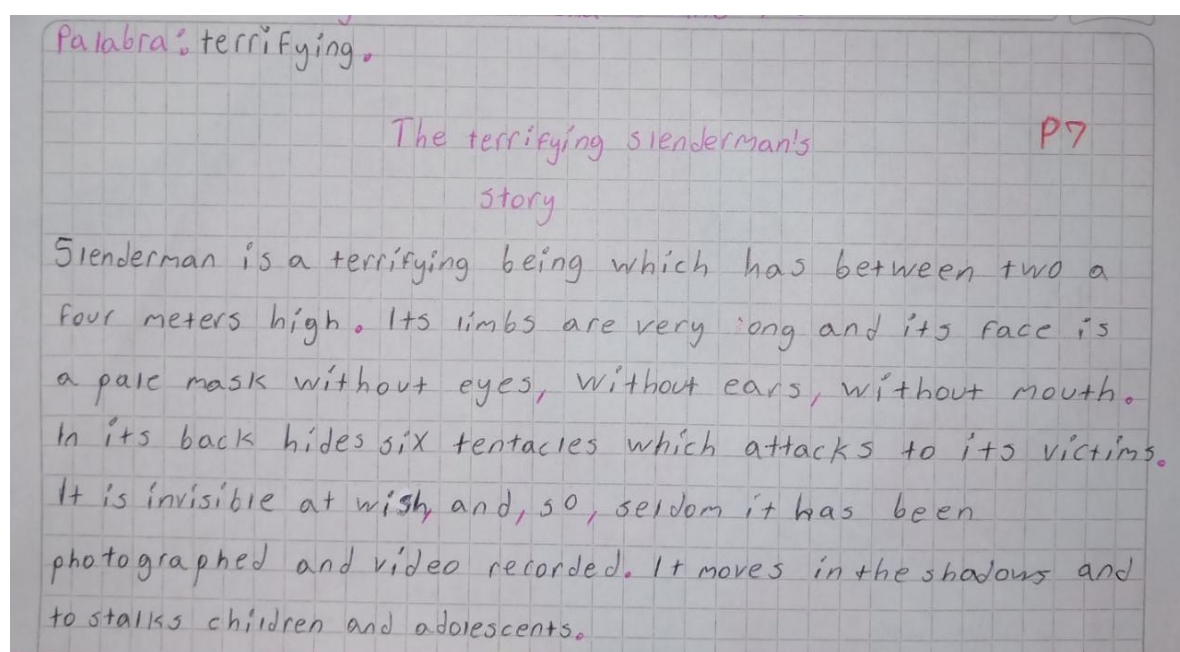 Palabra: terrifying.
The terrifying slenderman's P7
story
Slenderman is a terrifying being which has between two a
four meters high. Its limbs are very long and its face is
a pale mask without eyes, without ears, without mouth.
In its back hides six tentacles which attacks to its victims.
It is invisible at wish, and, so, seldom it has been
photographed and video recorded. It moves in the shadows and
to stalks children and adolescents.